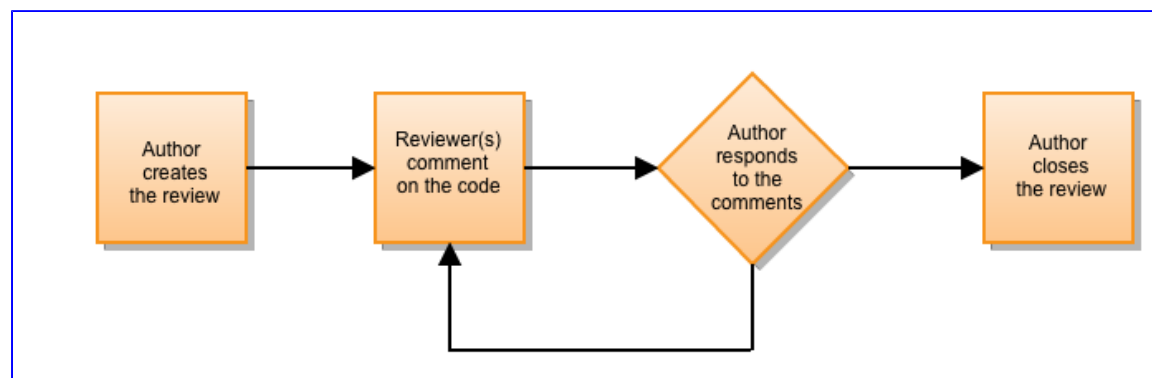 Author
creates
the review
Reviewer(s)
comment
on the code
Author
responds
to the
comments
Author
closes
the review